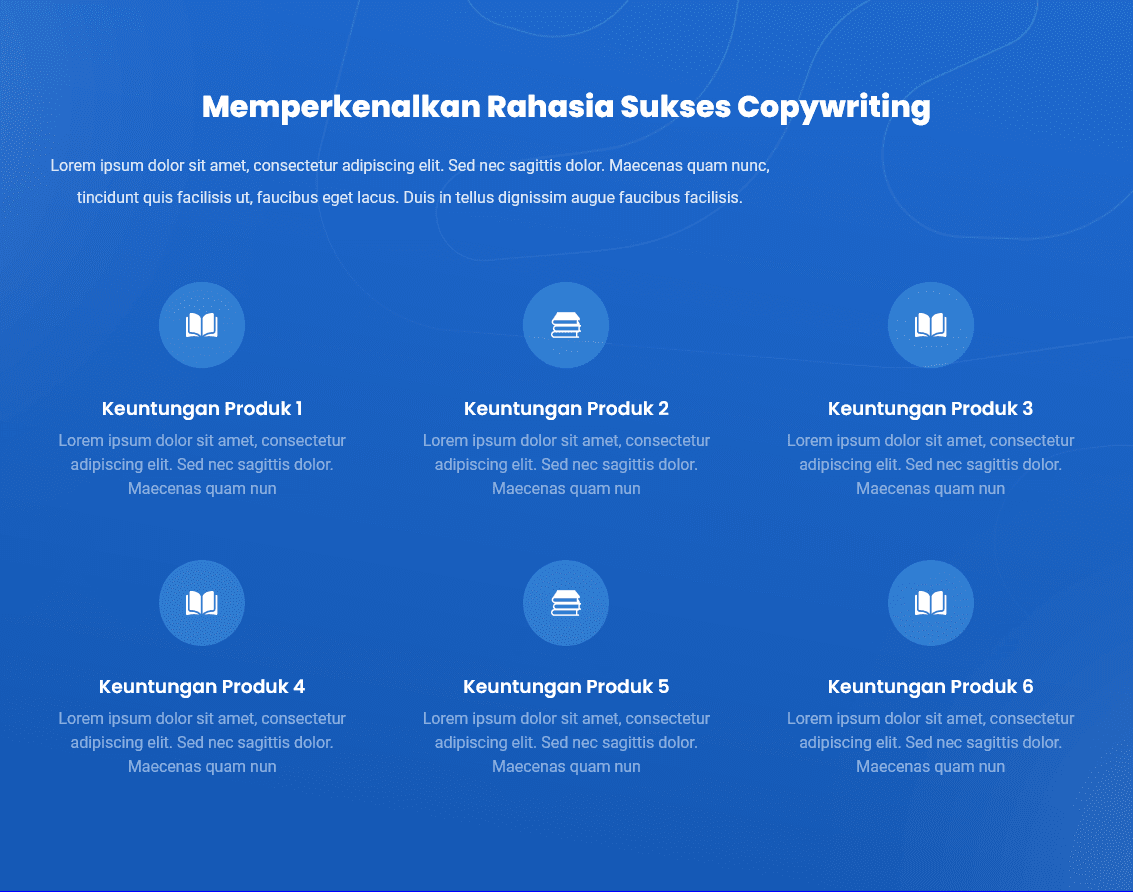 Memperkenalkan Rahasia Sukses Copywriting
Lorem ipsum dolor sit amet, consectetur adipiscing elit. Sed nec sagittis dolor. Maecenas quam nunc,
tincidunt quis facilisis ut, faucibus eget lacus. Duis in tellus dignissim augue faucibus facilisis.
Keuntungan Produk 1
Lorem ipsum dolor sit amet, consectetur
adipiscing elit. Sed nec sagittis dolor.
Maecenas quam nun
Keuntungan Produk 2
Lorem ipsum dolor sit amet, consectetur
adipiscing elit. Sed nec sagittis dolor.
Maecenas quam nun
Keuntungan Produk 3
Lorem ipsum dolor sit amet, consectetur
adipiscing elit. Sed nec sagittis dolor.
Maecenas quam nun
Keuntungan Produk 4
Lorem ipsum dolor sit amet, consectetur
adipiscing elit. Sed nec sagittis dolor.
Maecenas quam nun
Keuntungan Produk 5
Lorem ipsum dolor sit amet, consectetur
adipiscing elit. Sed nec sagittis dolor.
Maecenas quam nun
Keuntungan Produk 6
Lorem ipsum dolor sit amet, consectetur
adipiscing elit. Sed nec sagittis dolor.
Maecenas quam nun